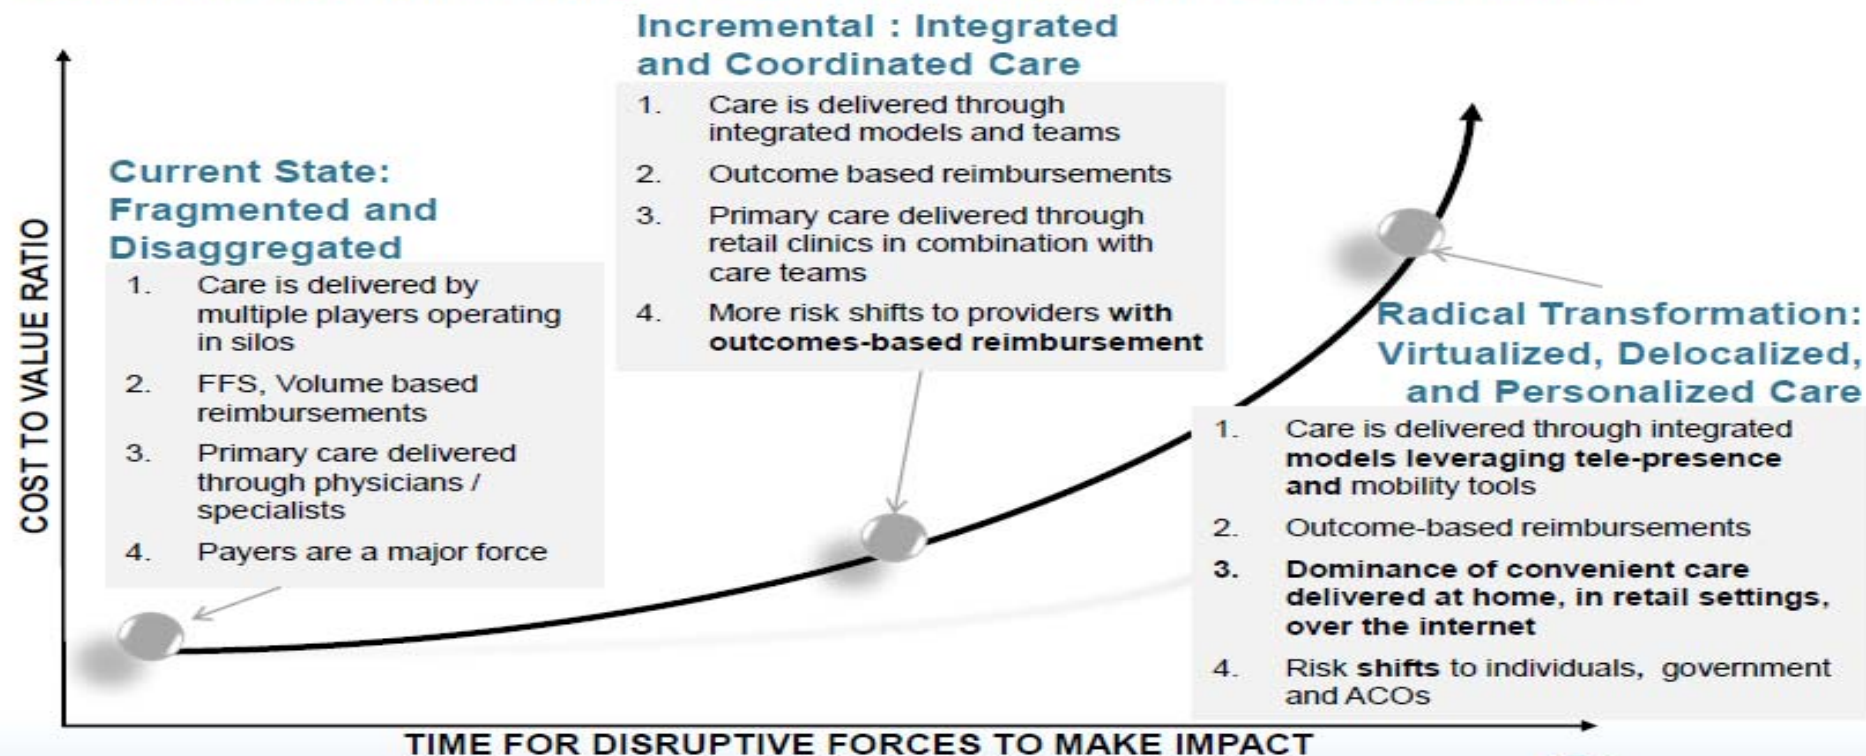 COST TO VALUE RATIO
Current State:
Fragmented and
Disaggregated
1. Care is delivered by
multiple players operating
in silos
2. FFS, Volume based
reimbursements
3. Primary care delivered
through physicians /
specialists
4. Payers are a major force
Incremental : Integrated
and Coordinated Care
1. Care is delivered through
integrated models and teams
2. Outcome based reimbursements
3. Primary care delivered through
retail clinics in combination with
care teams
4. More risk shifts to providers with
outcomes-based reimbursement
Radical Transformation:
Virtualized, Delocalized,
and Personalized Care
1. Care is delivered through integrated
models leveraging tele-presence
and mobility tools
2. Outcome-based reimbursements
3. Dominance of convenient care
delivered at home, in retail settings,
over the internet
4. Risk shifts to individuals, government
and ACOs
TIME FOR DISRUPTIVE FORCES TO MAKE IMPACT